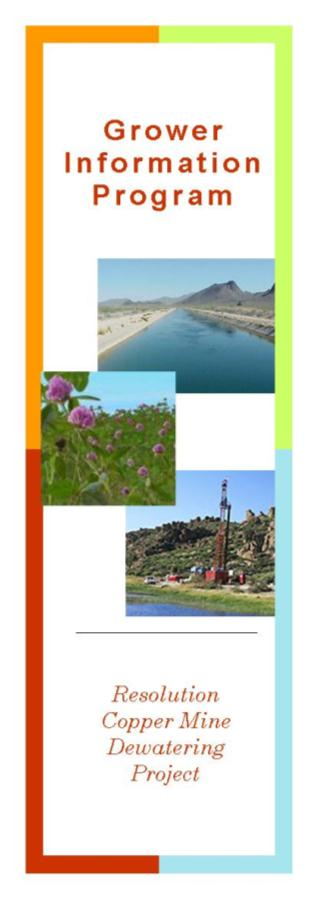 Grower
Information
Program
Resolution
Copper Mine
Dewatering
Project